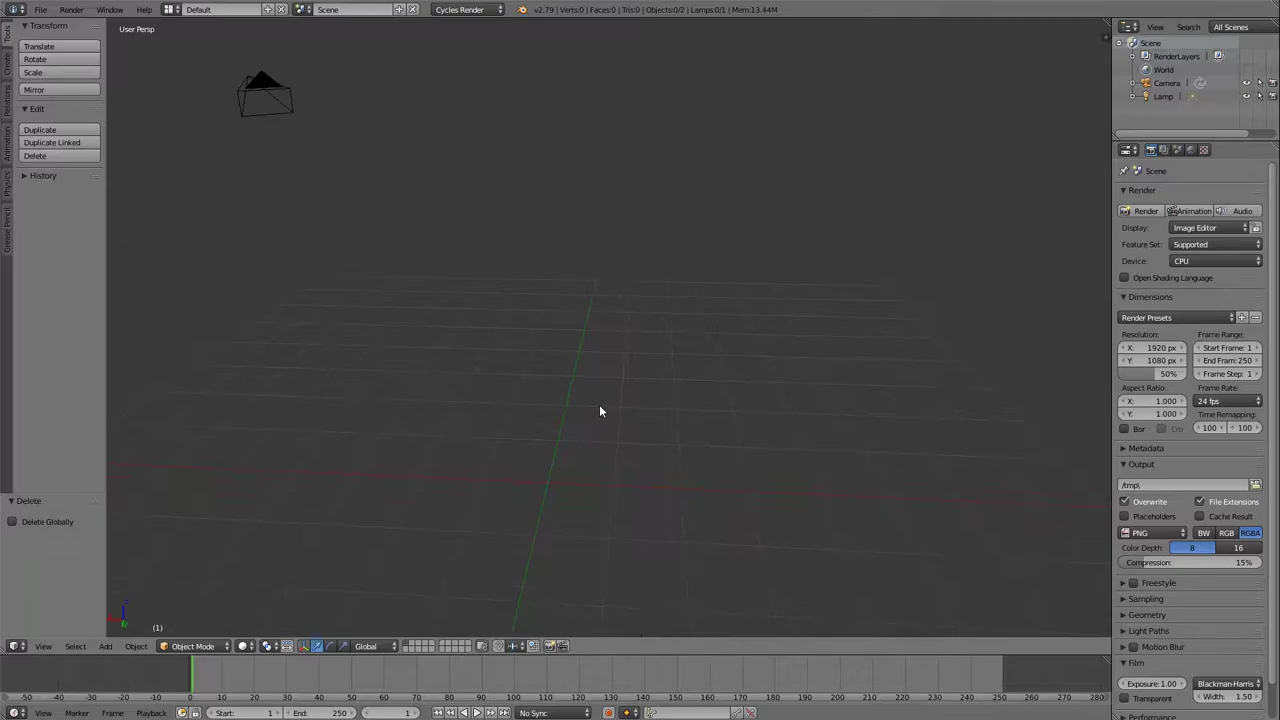 File Render Window Help Default Scene Cycles Render v2.79 | Verts:0 | Faces:0 | Tris:0 | Objects:0/2 | Lamps:0/1 | Mem:13.44M
View Search All Scenes
Transform
Translate
Rotate
Scale
Mirror
Edit
Duplicate
Duplicate Linked
Delete
History
Tools
Create
Relations
Animation
Physics
Grease Pencil
Delete
Delete Globally
User Persp
(1)
Scene
RenderLayers
World
Camera
Lamp
Scene
Render
Render Animation Audio
Display: Image Editor
Feature Set: Supported
Device: CPU
Open Shading Language
Dimensions
Render Presets
Resolution: Frame Range:
X: 1920 px Start Frame: 1
Y: 1080 px End Fram: 250
50% Frame Step: 1
Aspect Ratio: Frame Rate:
X: 1.000 24 fps
Y: 1.000 Time Remapping:
Bor Cro 100 100
Metadata
Output
/tmp\
Overwrite File Extensions
Placeholders Cache Result
PNG BW RGB RGBA
Color Depth: 8 16
Compression: 15%
Freestyle
Sampling
Geometry
Light Paths
Motion Blur
Film
Exposure: 1.00 Blackman-Harris
Transparent Width: 1.50
Performance
View Select Add Object Object Mode Global
-50 -40 -30 -20 -10 0 10 20 30 40 50 60 70 80 90 100 110 120 130 140 150 160 170 180 190 200 210 220 230 240 250 260 270 280
View Marker Frame Playback Start: 1 End: 250 1 No Sync